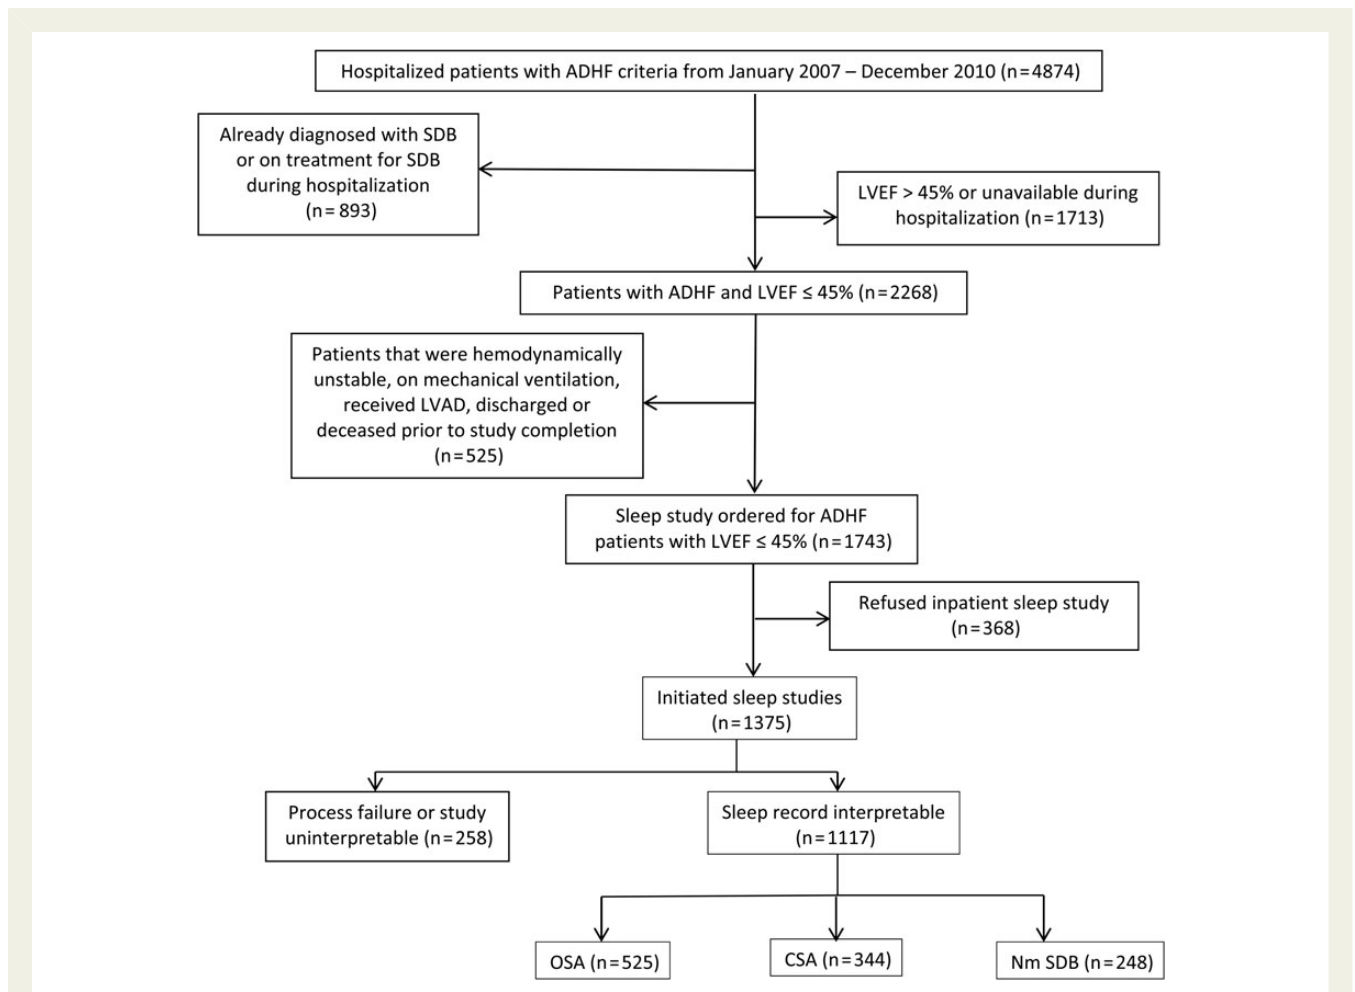 Hospitalized patients with ADHF criteria from January 2007 – December 2010 (n=4874)
Already diagnosed with SDB
or on treatment for SDB
during hospitalization
(n=893)
LVEF > 45% or unavailable during
hospitalization (n=1713)
Patients with ADHF and LVEF ≤ 45% (n=2268)
Patients that were hemodynamically
unstable, on mechanical ventilation,
received LVAD, discharged or
deceased prior to study completion
(n=525)
Sleep study ordered for ADHF
patients with LVEF ≤ 45% (n=1743)
Refused inpatient sleep study
(n=368)
Initiated sleep studies
(n=1375)
Process failure or study
uninterpretable (n=258)
Sleep record interpretable
(n=1117)
OSA (n=525)
CSA (n=344)
Nm SDB (n=248)